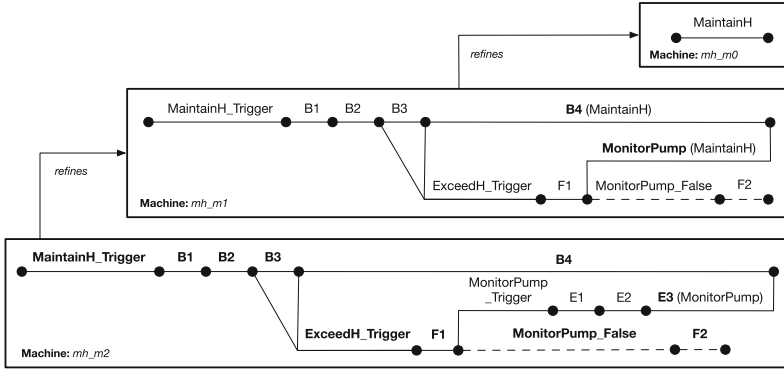 MaintainH
Machine: mh_m0
refines
MaintainH_Trigger B1 B2 B3 B4 (MaintainH)
MonitorPump (MaintainH)
ExceedH_Trigger F1 MonitorPump_False F2
Machine: mh_m1
refines
MaintainH_Trigger B1 B2 B3 B4
MonitorPump
_Trigger E1 E2 E3 (MonitorPump)
ExceedH_Trigger F1 MonitorPump_False F2
Machine: mh_m2